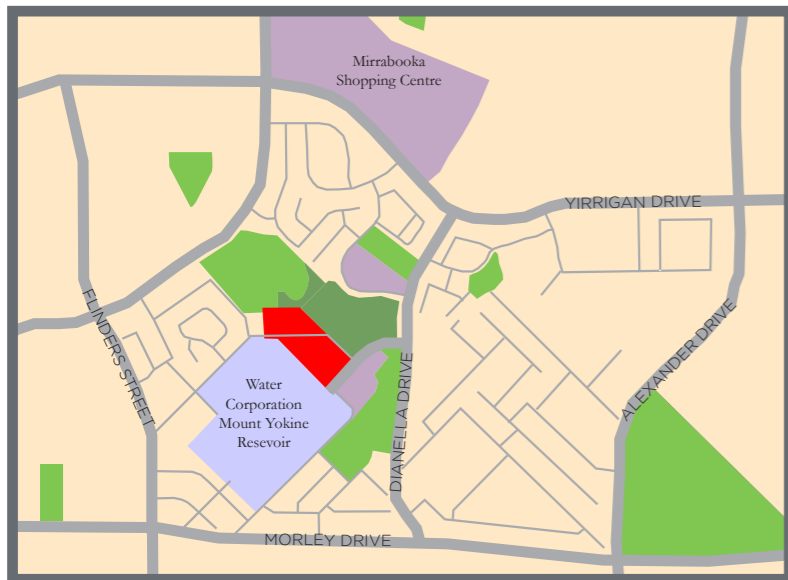 Mirrabooka
Shopping Centre
YIRRIGAN DRIVE
FLINDERS STREET
ALEXANDER DRIVE
DIANELLA DRIVE
Water
Corporation
Mount Yokine
Resevoir
MORLEY DRIVE